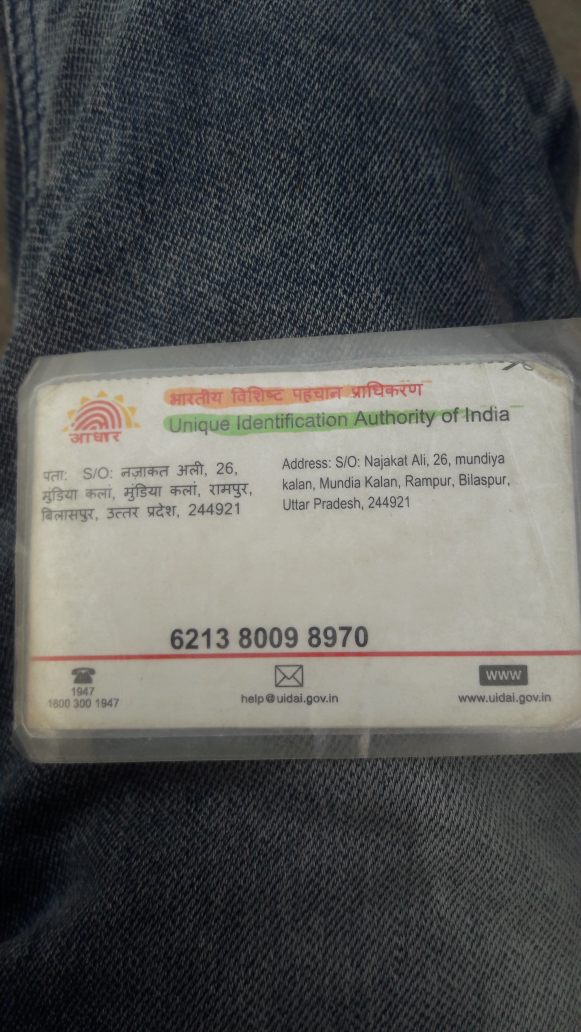 भारतीय विशिष्ट पहचान प्राधिकरण
Unique Identification Authority of India
आधार
पता: S/O: नज़ाकत अली, 26,
मुंडिया कलां, मुंडिया कलां, रामपुर,
बिलासपुर, उत्तर प्रदेश, 244921
Address: S/O: Najakat Ali, 26, mundiya
kalan, Mundia Kalan, Rampur, Bilaspur,
Uttar Pradesh, 244921
6213 8009 8970
1947
1800 300 1947
help@uidai.gov.in
www
www.uidai.gov.in